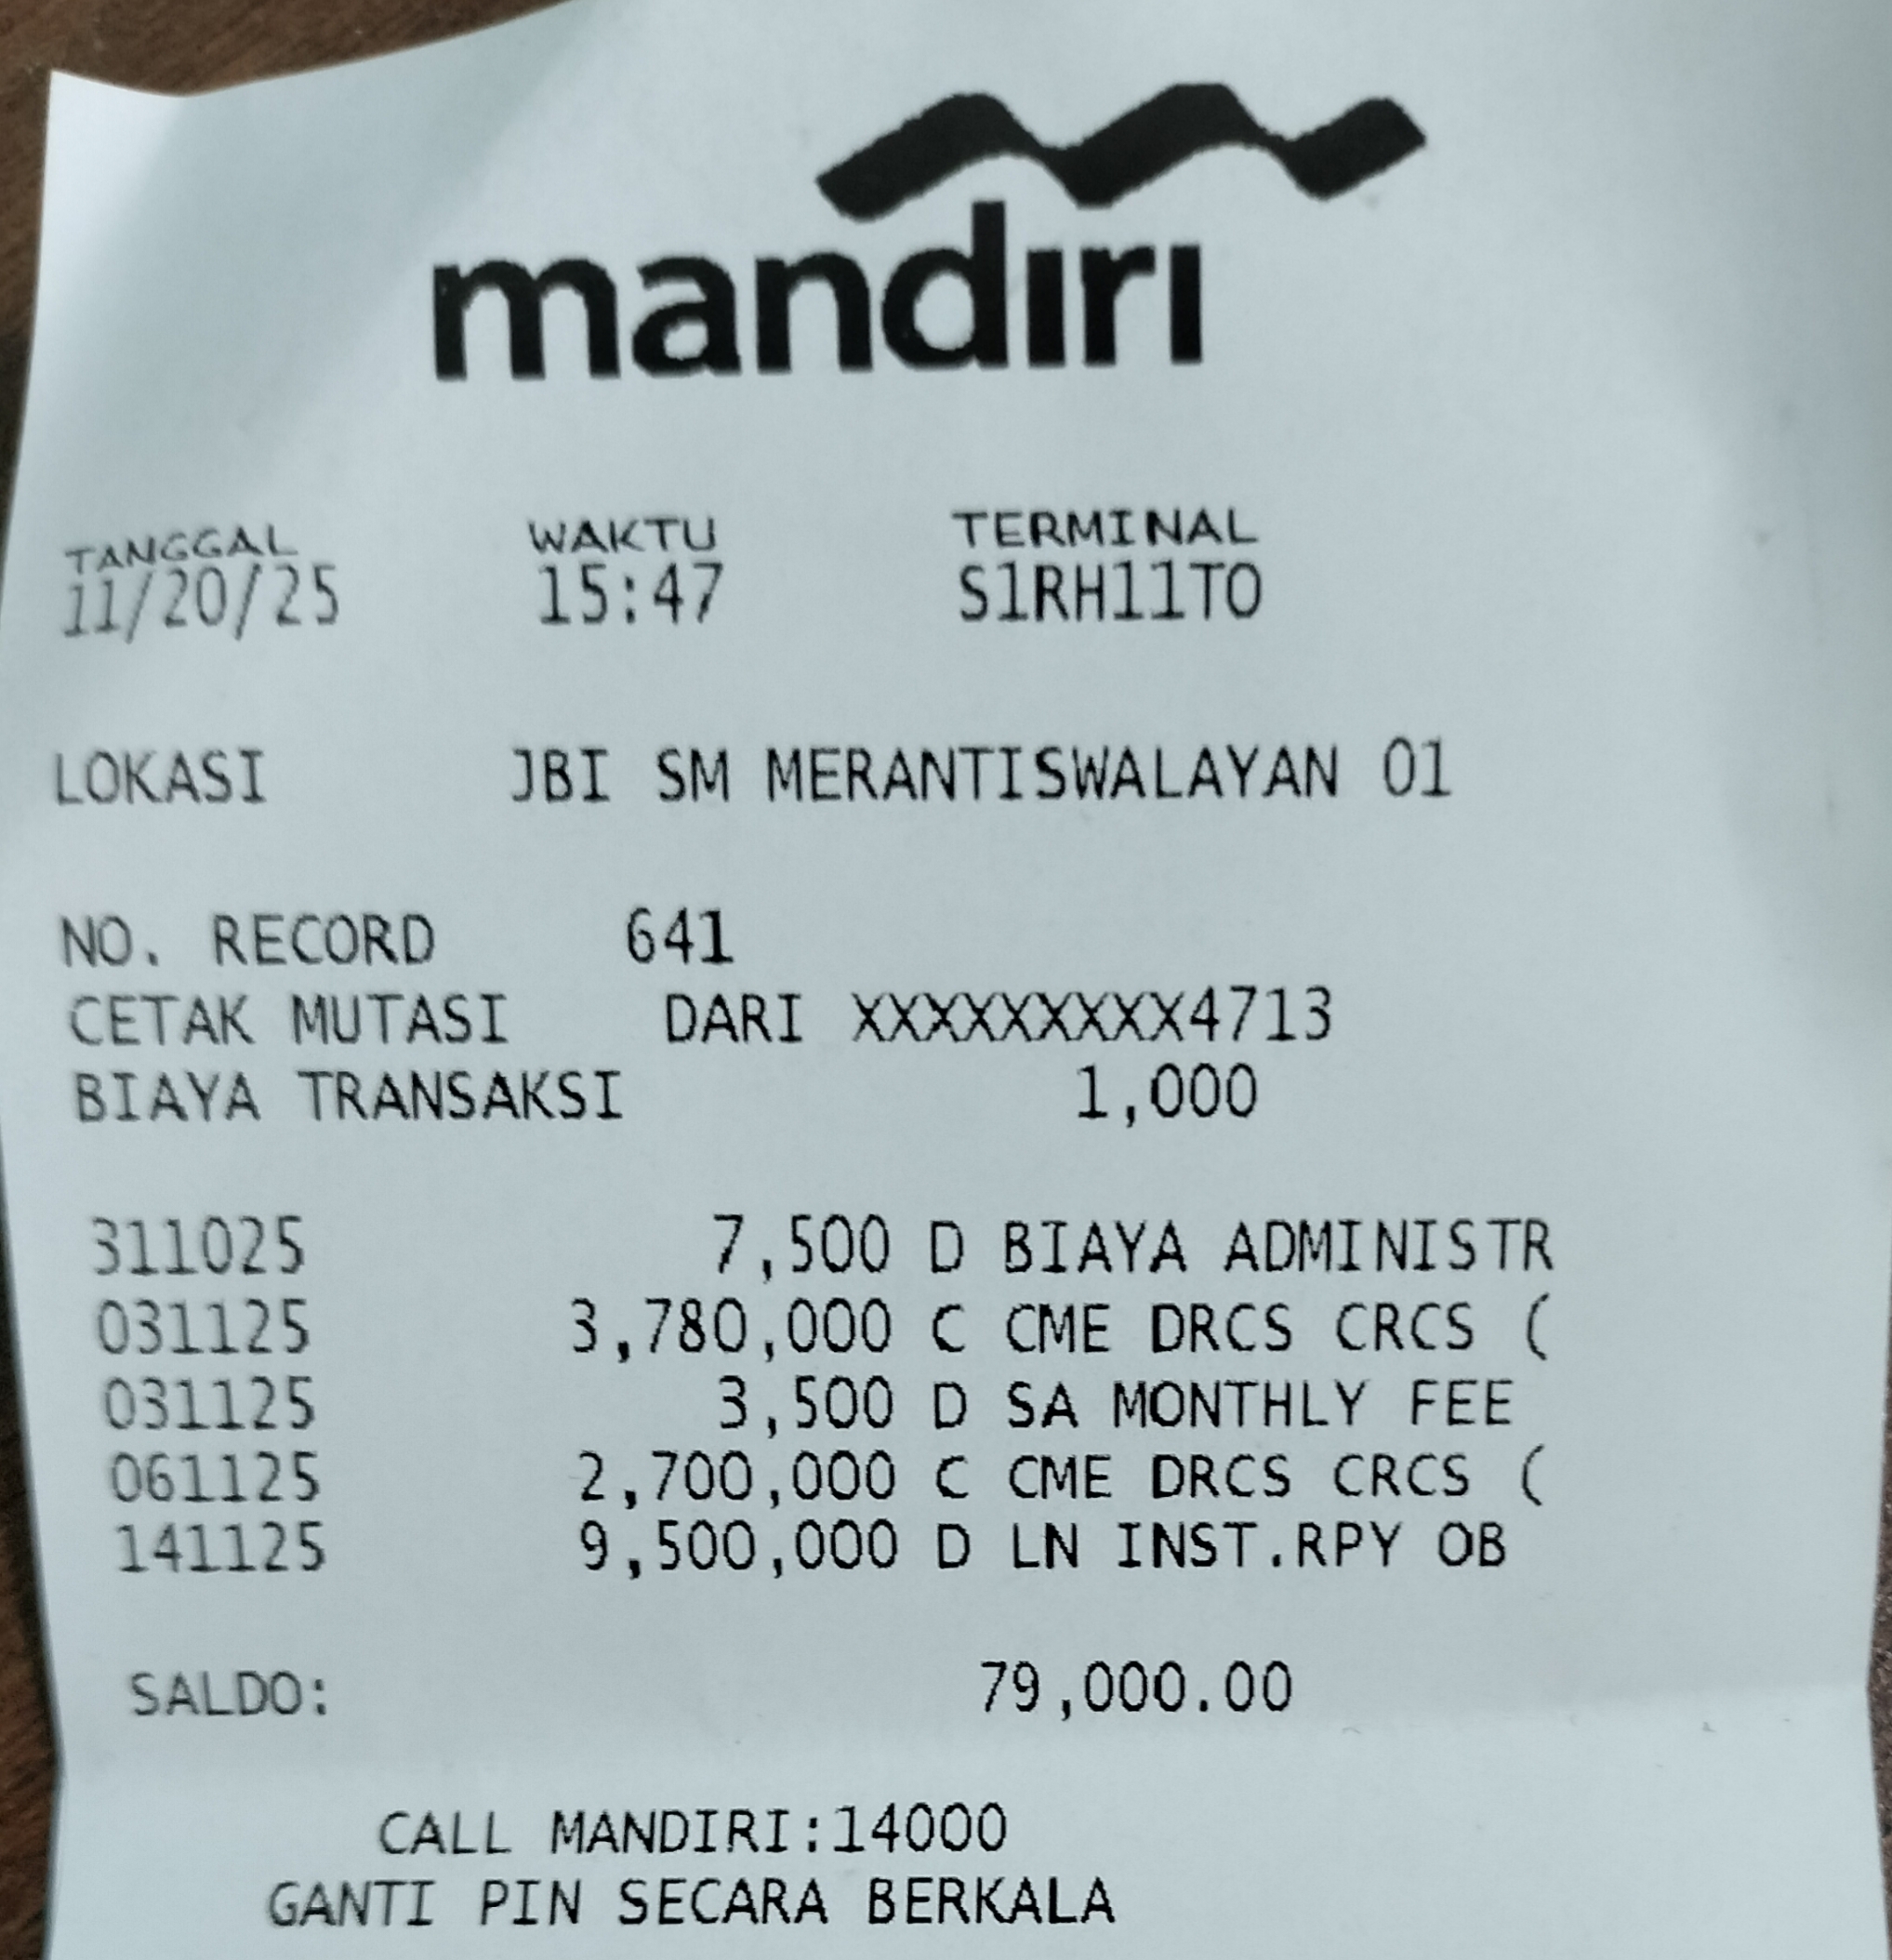 mandırı
TANGGAL WAKTU TERMINAL
11/20/25 15:47 S1RH11TO
LOKASI JBI SM MERANTISWALAYAN 01
NO. RECORD 641
CETAK MUTASI DARI XXXXXXXXX4713
BIAYA TRANSAKSI 1,000
311025 7,500 D BIAYA ADMINISTR
031125 3,780,000 C CME DRCS CRCS (
031125 3,500 D SA MONTHLY FEE
061125 2,700,000 C CME DRCS CRCS (
141125 9,500,000 D LN INST.RPY OB
SALDO: 79,000.00
CALL MANDIRI:14000
GANTI PIN SECARA BERKALA